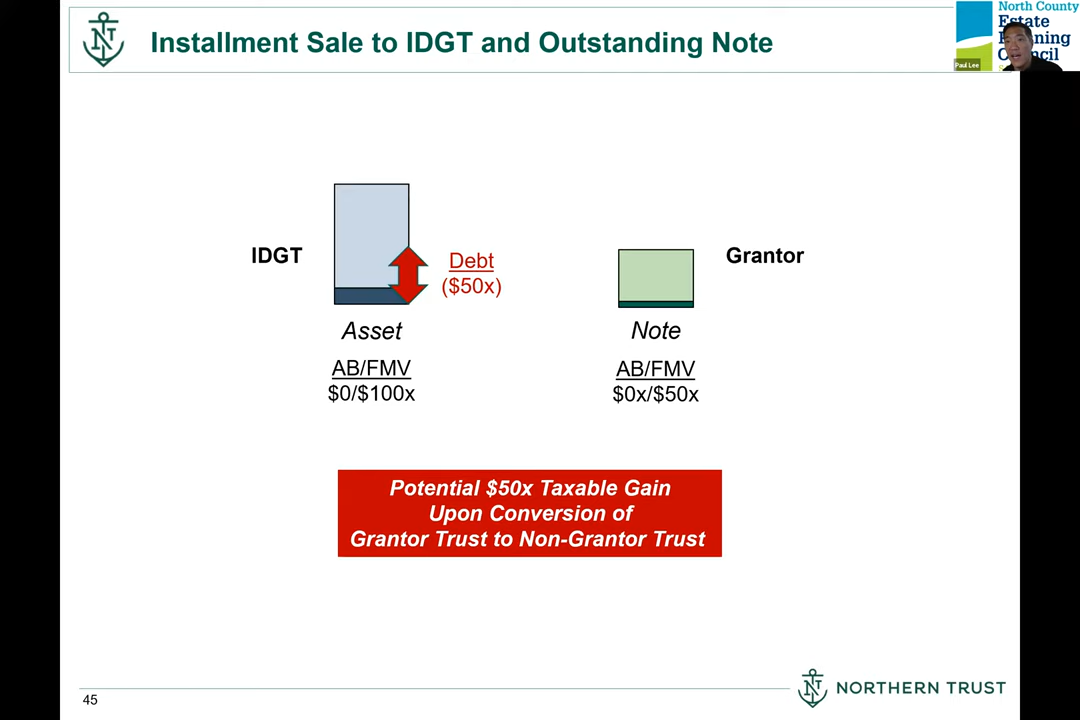 Installment Sale to IDGT and Outstanding Note
North County
Estate
Planning
Council
Paul Lee
IDGT
Debt
($50x)
Grantor
Asset
Note
AB/FMV
$0/$100x
AB/FMV
$0x/$50x
Potential $50x Taxable Gain
Upon Conversion of
Grantor Trust to Non-Grantor Trust
45
NORTHERN TRUST